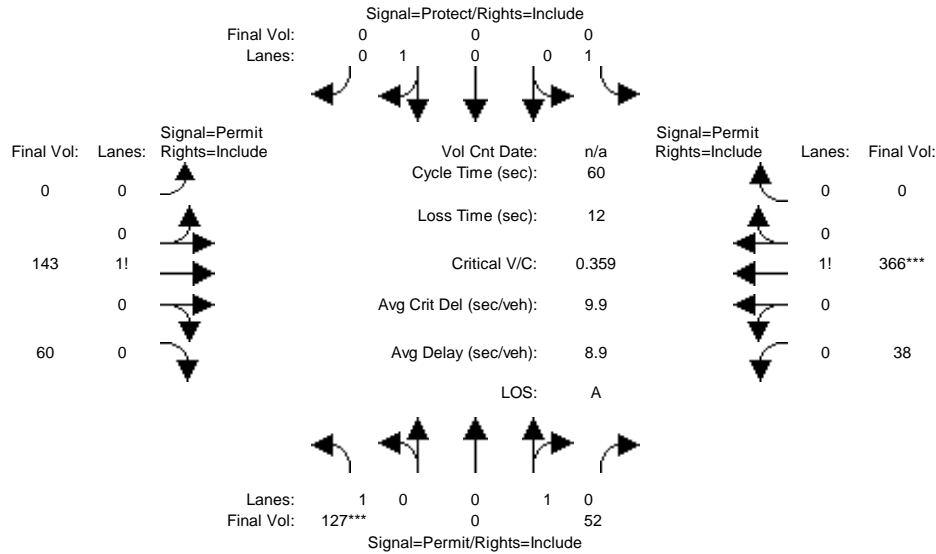 Signal=Protect/Rights=Include
Final Vol: 0 0 0
Lanes: 0 1 0 0 1
Signal=Permit Signal=Permit
Final Vol: Lanes: Rights=Include Vol Cnt Date: n/a Rights=Include Lanes: Final Vol:
Cycle Time (sec): 60
0 0 0 0
Loss Time (sec): 12
0 0
143 1! Critical V/C: 0.359 1! 366***
0 Avg Crit Del (sec/veh): 9.9 0
60 0 Avg Delay (sec/veh): 8.9 0 38
LOS: A
Lanes: 1 0 0 1 0
Final Vol: 127*** 0 52
Signal=Permit/Rights=Include